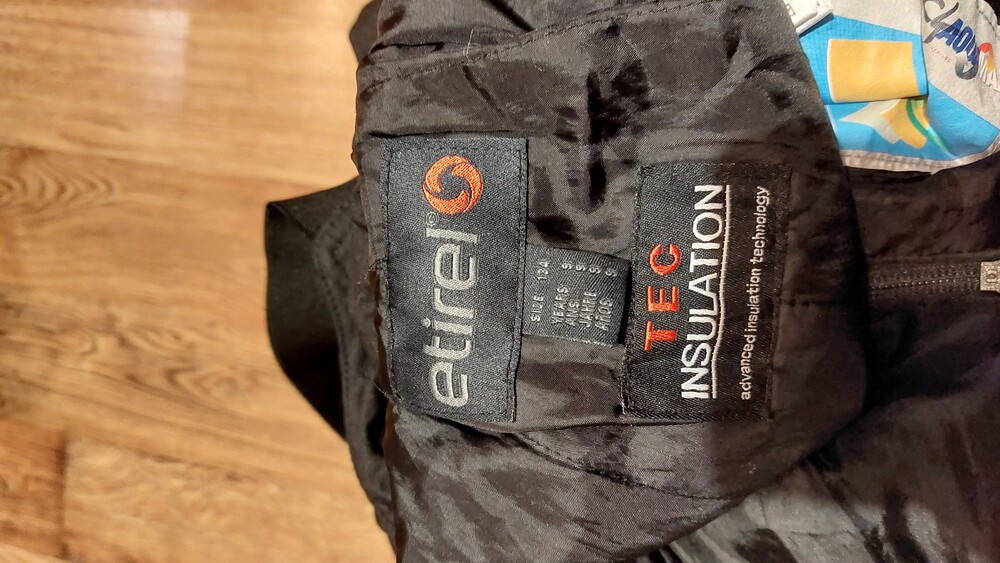 etirel®
SIZE 134
YEARS 9
ANS 9
JAHRE 9
AÑOS 9
TEC
INSULATION
advanced insulation technology